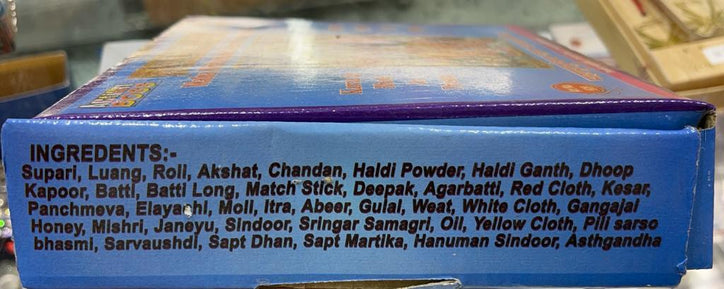 INGREDENTS:-
Supari, Luang, Roli, Akshat, Chandan, Haldi Powder, Haldi Ganth, Dhoop
Kapoor, Batti, Batti Long, Match Stick, Deepak, Agarbatti, Red Cloth, Kesar,
Panchmeva, Elayachi, Moli, Itra, Abeer, Gulal, Weat, White Cloth, Gangajal
Honey, Mishri, Janeyu, Sindoor, Sringar Samagri, Oil, Yellow Cloth, Pili sarso
bhasmi, Sarvaushdi, Sapt Dhan, Sapt Martika, Hanuman Sindoor, Asthgandha